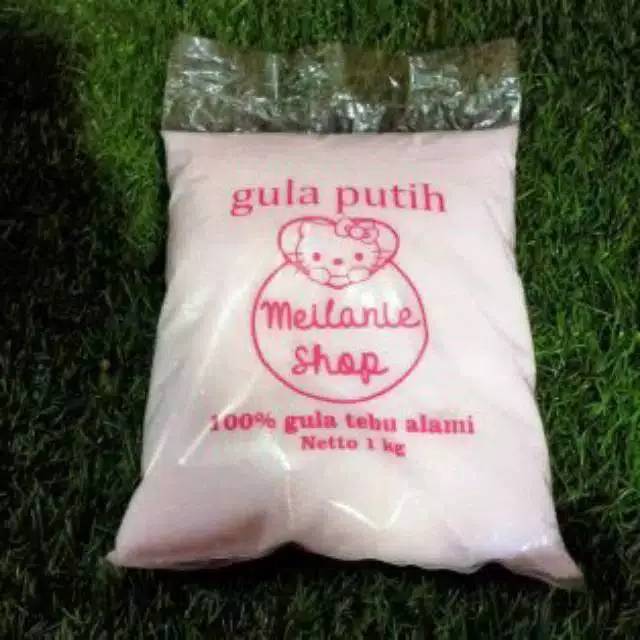 gula putih
Meilanie
Shop
100% gula tebu alami
Netto 1 kg